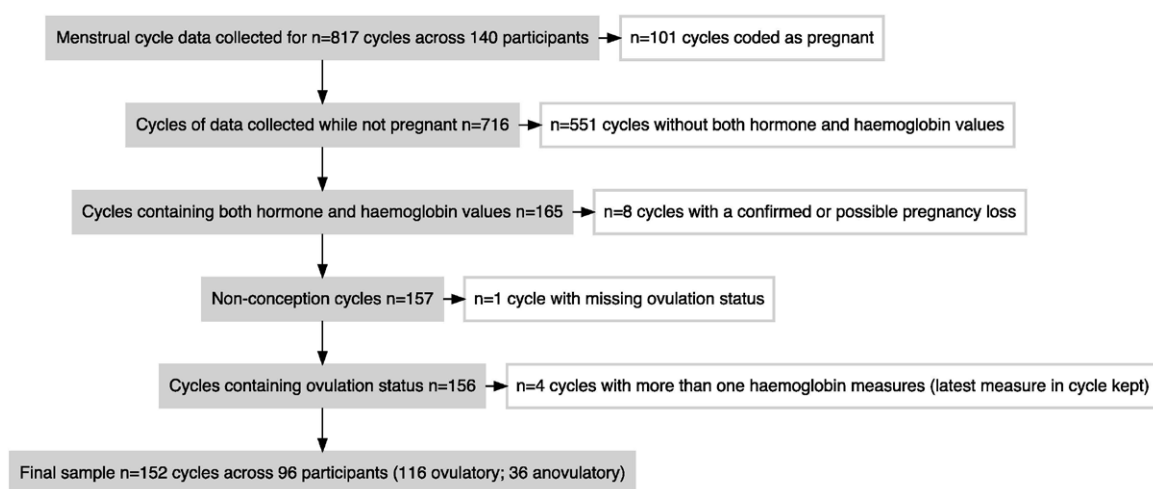 Menstrual cycle data collected for n=817 cycles across 140 participants
n=101 cycles coded as pregnant
Cycles of data collected while not pregnant n=716
n=551 cycles without both hormone and haemoglobin values
Cycles containing both hormone and haemoglobin values n=165
n=8 cycles with a confirmed or possible pregnancy loss
Non-conception cycles n=157
n=1 cycle with missing ovulation status
Cycles containing ovulation status n=156
n=4 cycles with more than one haemoglobin measures (latest measure in cycle kept)
Final sample n=152 cycles across 96 participants (116 ovulatory; 36 anovulatory)